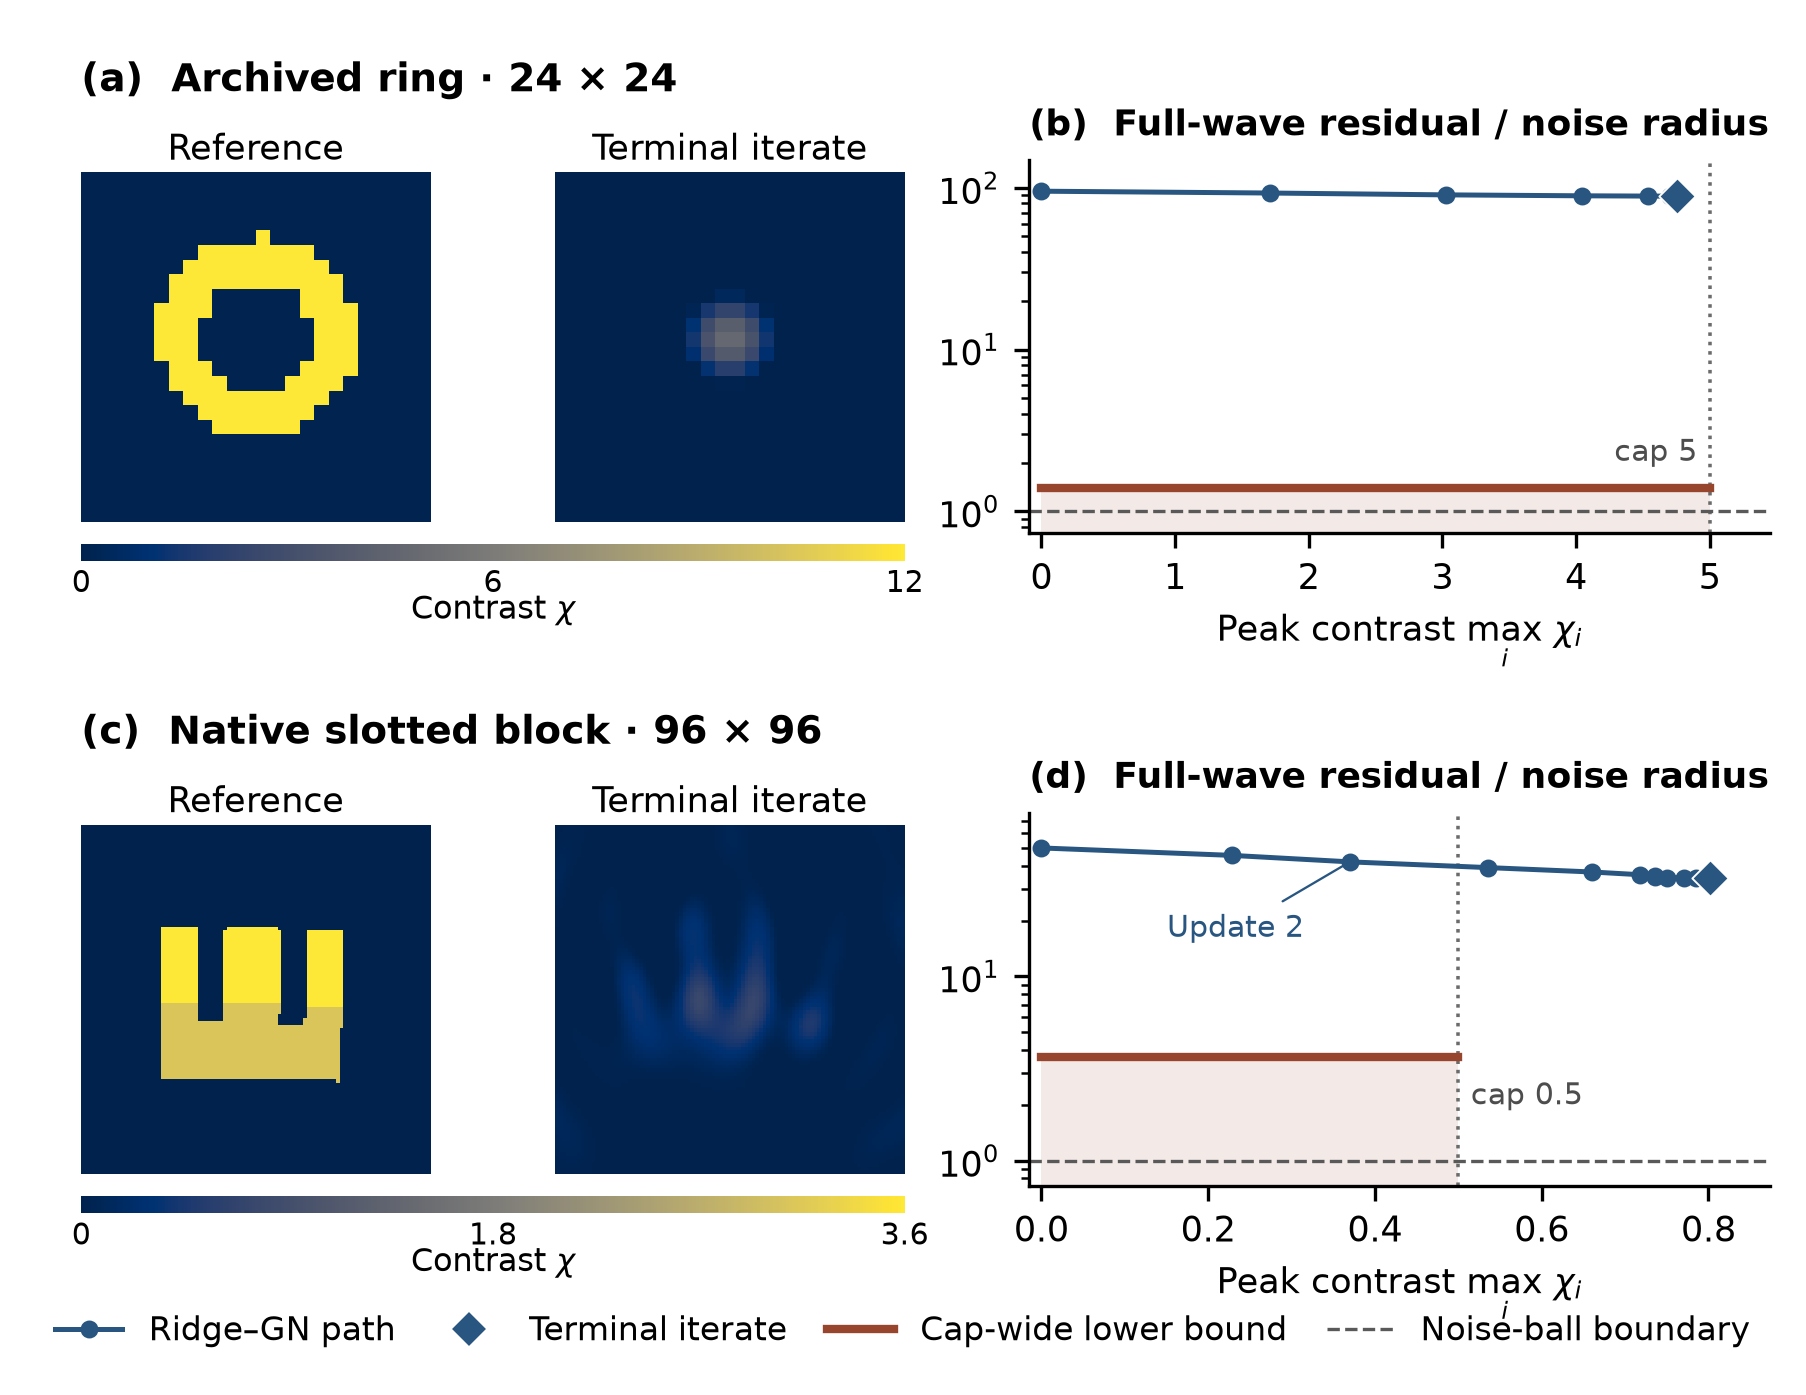 (a) Archived ring · 24 × 24
Reference
Terminal iterate
0 6 12
Contrast χ
(b) Full-wave residual / noise radius
10²
10¹
10⁰
cap 5
0 1 2 3 4 5
Peak contrast max χᵢ
i
(c) Native slotted block · 96 × 96
Reference
Terminal iterate
0 1.8 3.6
Contrast χ
(d) Full-wave residual / noise radius
10¹
10⁰
Update 2
cap 0.5
0.0 0.2 0.4 0.6 0.8
Peak contrast max χᵢ
i
Ridge–GN path Terminal iterate Cap-wide lower bound Noise-ball boundary